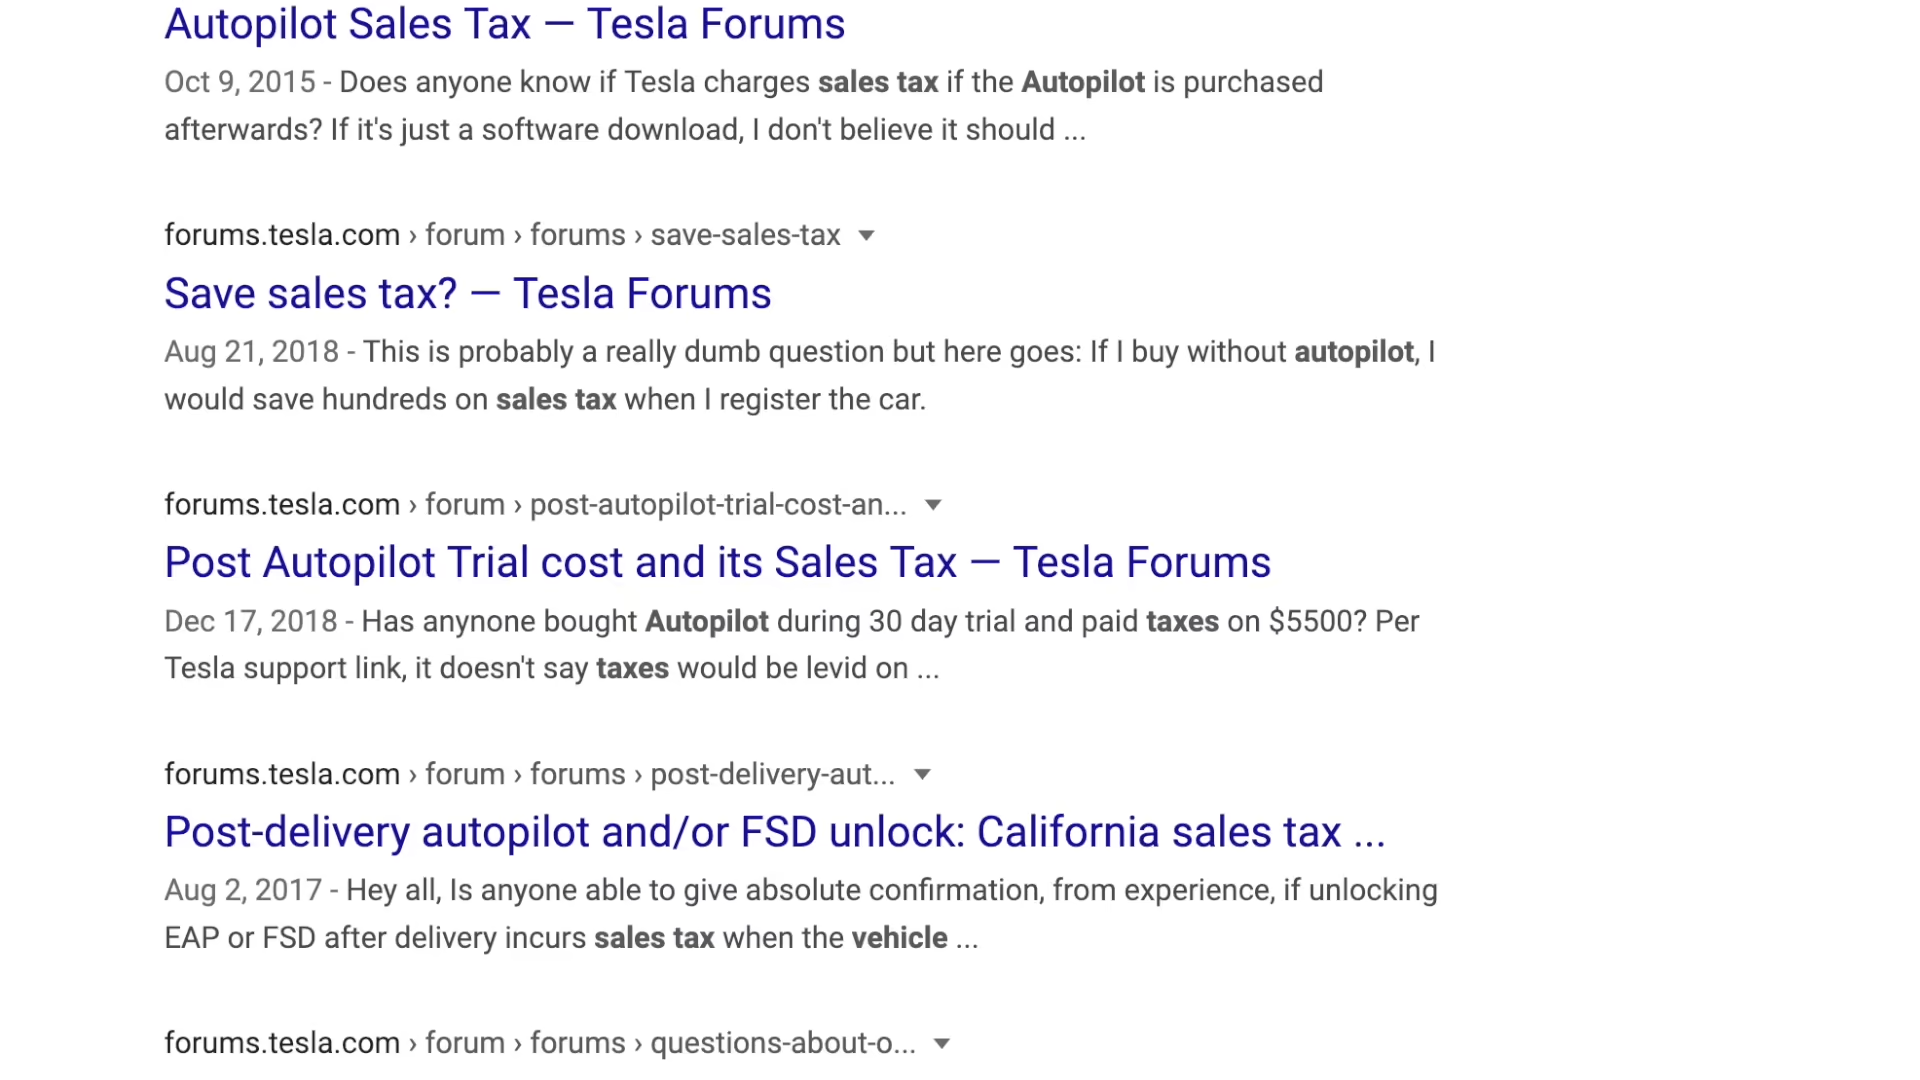 Autopilot Sales Tax — Tesla Forums
Oct 9, 2015 - Does anyone know if Tesla charges sales tax if the Autopilot is purchased
afterwards? If it's just a software download, I don't believe it should ...
forums.tesla.com › forum › forums › save-sales-tax
Save sales tax? — Tesla Forums
Aug 21, 2018 - This is probably a really dumb question but here goes: If I buy without autopilot, I
would save hundreds on sales tax when I register the car.
forums.tesla.com › forum › post-autopilot-trial-cost-an...
Post Autopilot Trial cost and its Sales Tax — Tesla Forums
Dec 17, 2018 - Has anynone bought Autopilot during 30 day trial and paid taxes on $5500? Per
Tesla support link, it doesn't say taxes would be levid on ...
forums.tesla.com › forum › forums › post-delivery-aut...
Post-delivery autopilot and/or FSD unlock: California sales tax ...
Aug 2, 2017 - Hey all, Is anyone able to give absolute confirmation, from experience, if unlocking
EAP or FSD after delivery incurs sales tax when the vehicle ...
forums.tesla.com › forum › forums › questions-about-o...